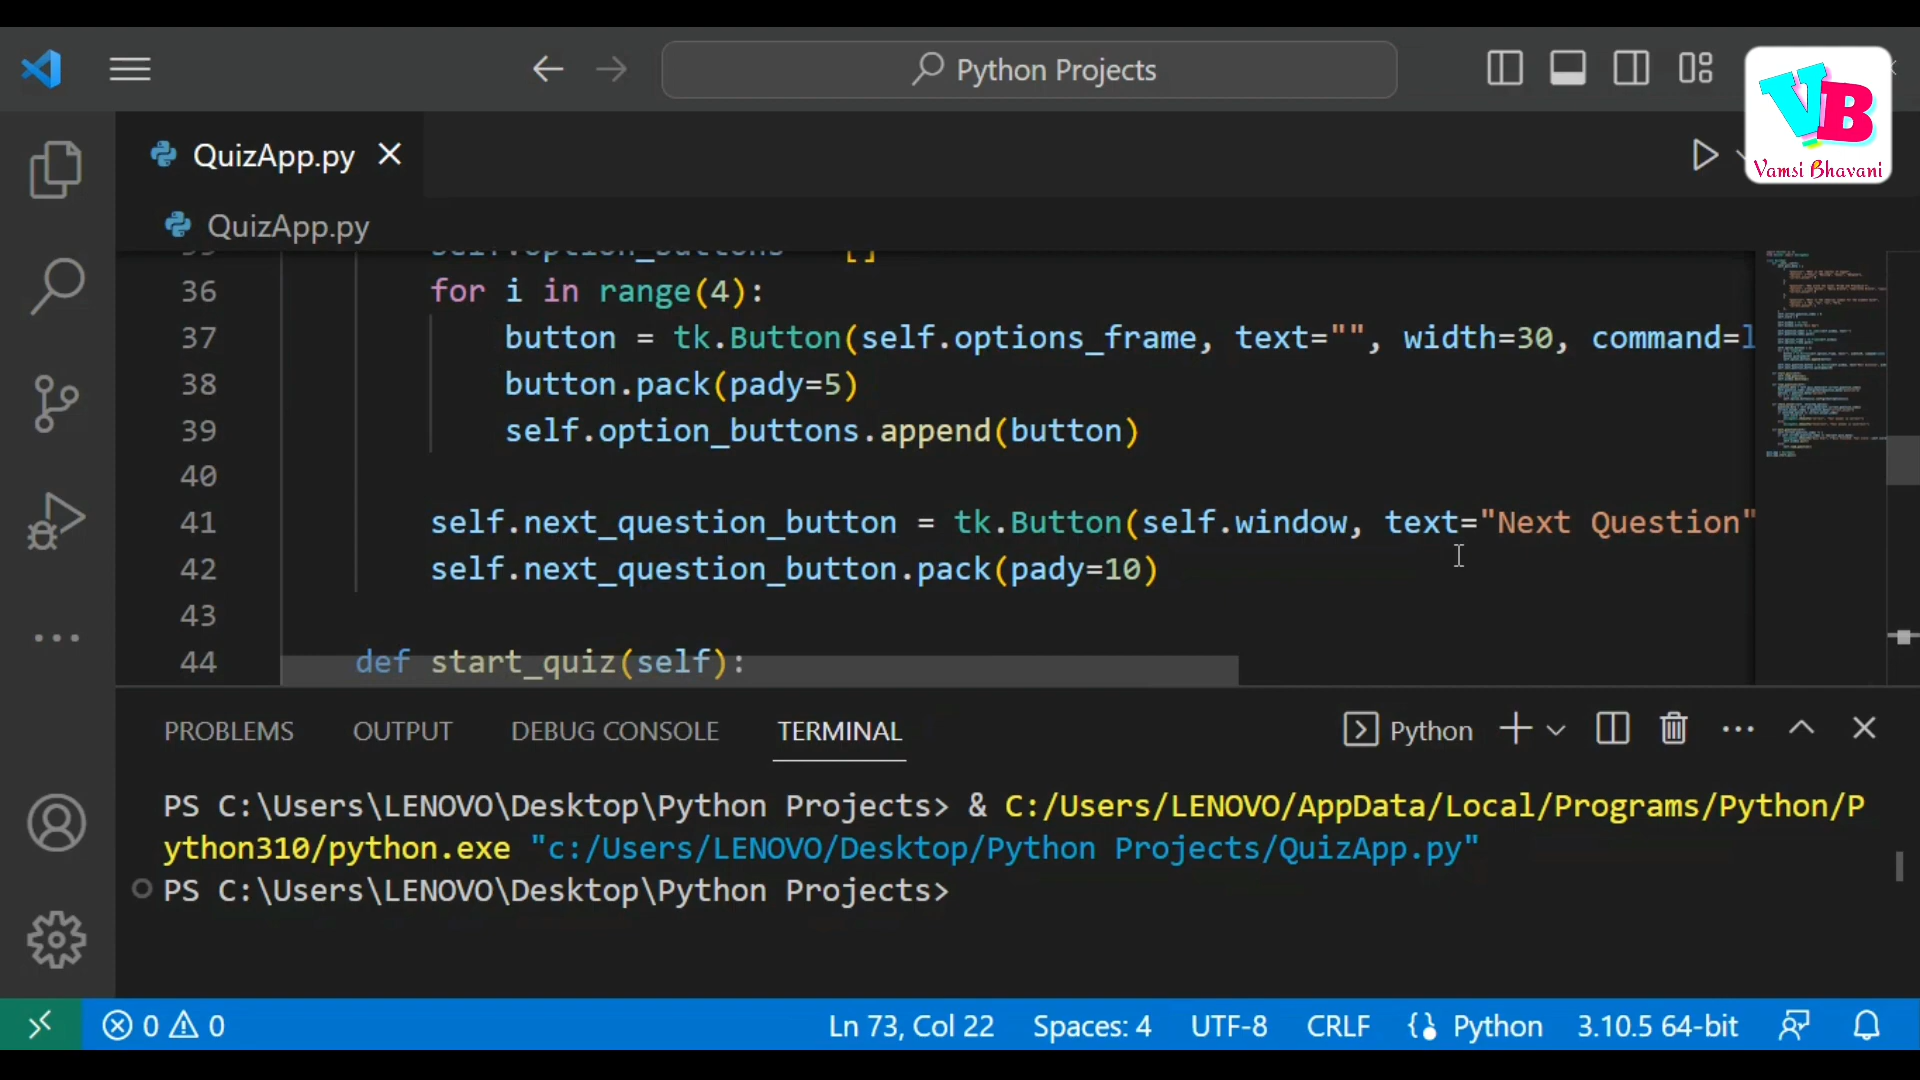 Python Projects
VB
Vamsi Bhavani
QuizApp.py
QuizApp.py
35 self.option_buttons = []
36 for i in range(4):
37 button = tk.Button(self.options_frame, text="", width=30, command=l
38 button.pack(pady=5)
39 self.option_buttons.append(button)
40
41 self.next_question_button = tk.Button(self.window, text="Next Question"
42 self.next_question_button.pack(pady=10)
43
44 def start_quiz(self):
PROBLEMS OUTPUT DEBUG CONSOLE TERMINAL Python
PS C:\Users\LENOVO\Desktop\Python Projects> & C:/Users/LENOVO/AppData/Local/Programs/Python/P
ython310/python.exe "c:/Users/LENOVO/Desktop/Python Projects/QuizApp.py"
PS C:\Users\LENOVO\Desktop\Python Projects>
0 0 Ln 73, Col 22 Spaces: 4 UTF-8 CRLF Python 3.10.5 64-bit